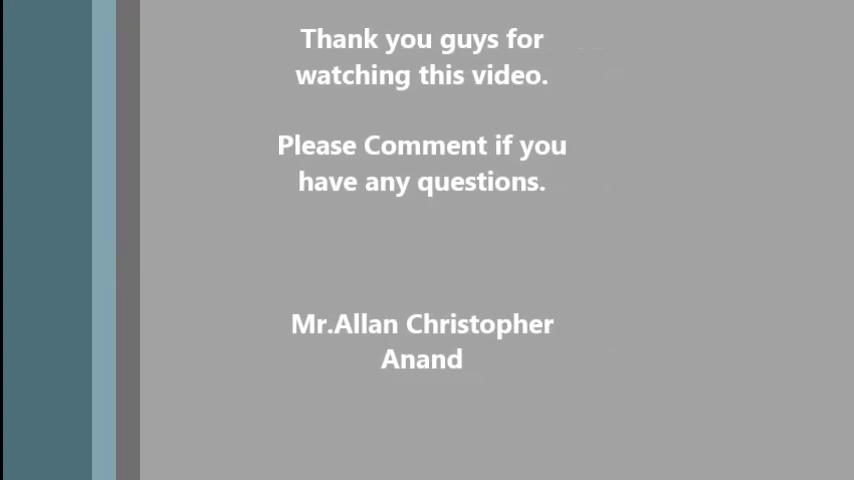 Thank you guys for
watching this video.
Please Comment if you
have any questions.
Mr.Allan Christopher
Anand